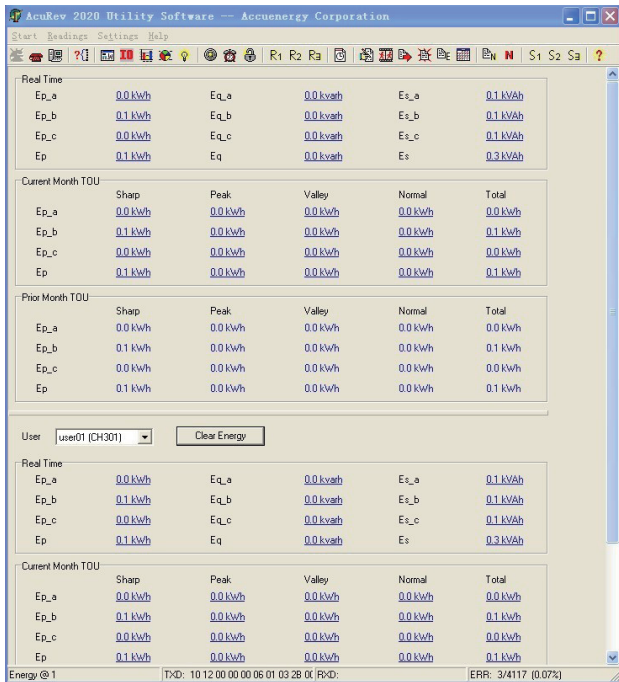 AcuRev 2020 Utility Software -- Accuenergy Corporation
Start Readings Settings Help
R1 R2 R3 S1 S2 S3 ?
Real Time
Ep_a 0.0 kWh Eq_a 0.0 kvarh Es_a 0.1 kVAh
Ep_b 0.1 kWh Eq_b 0.0 kvarh Es_b 0.1 kVAh
Ep_c 0.0 kWh Eq_c 0.0 kvarh Es_c 0.1 kVAh
Ep 0.1 kWh Eq 0.0 kvarh Es 0.3 kVAh
Current Month TOU
Sharp Peak Valley Normal Total
Ep_a 0.0 kWh 0.0 kWh 0.0 kWh 0.0 kWh 0.0 kWh
Ep_b 0.1 kWh 0.0 kWh 0.0 kWh 0.0 kWh 0.1 kWh
Ep_c 0.0 kWh 0.0 kWh 0.0 kWh 0.0 kWh 0.0 kWh
Ep 0.1 kWh 0.0 kWh 0.0 kWh 0.0 kWh 0.1 kWh
Prior Month TOU
Sharp Peak Valley Normal Total
Ep_a 0.0 kWh 0.0 kWh 0.0 kWh 0.0 kWh 0.0 kWh
Ep_b 0.1 kWh 0.0 kWh 0.0 kWh 0.0 kWh 0.1 kWh
Ep_c 0.0 kWh 0.0 kWh 0.0 kWh 0.0 kWh 0.0 kWh
Ep 0.1 kWh 0.0 kWh 0.0 kWh 0.0 kWh 0.1 kWh
User user01 (CH301) Clear Energy
Real Time
Ep_a 0.0 kWh Eq_a 0.0 kvarh Es_a 0.1 kVAh
Ep_b 0.1 kWh Eq_b 0.0 kvarh Es_b 0.1 kVAh
Ep_c 0.0 kWh Eq_c 0.0 kvarh Es_c 0.1 kVAh
Ep 0.1 kWh Eq 0.0 kvarh Es 0.3 kVAh
Current Month TOU
Sharp Peak Valley Normal Total
Ep_a 0.0 kWh 0.0 kWh 0.0 kWh 0.0 kWh 0.0 kWh
Ep_b 0.1 kWh 0.0 kWh 0.0 kWh 0.0 kWh 0.1 kWh
Ep_c 0.0 kWh 0.0 kWh 0.0 kWh 0.0 kWh 0.0 kWh
Ep 0.1 kWh 0.0 kWh 0.0 kWh 0.0 kWh 0.1 kWh
Energy @ 1 TXD: 10 12 00 00 00 06 01 03 2B 0( RXD: ERR: 3/4117 (0.07%)